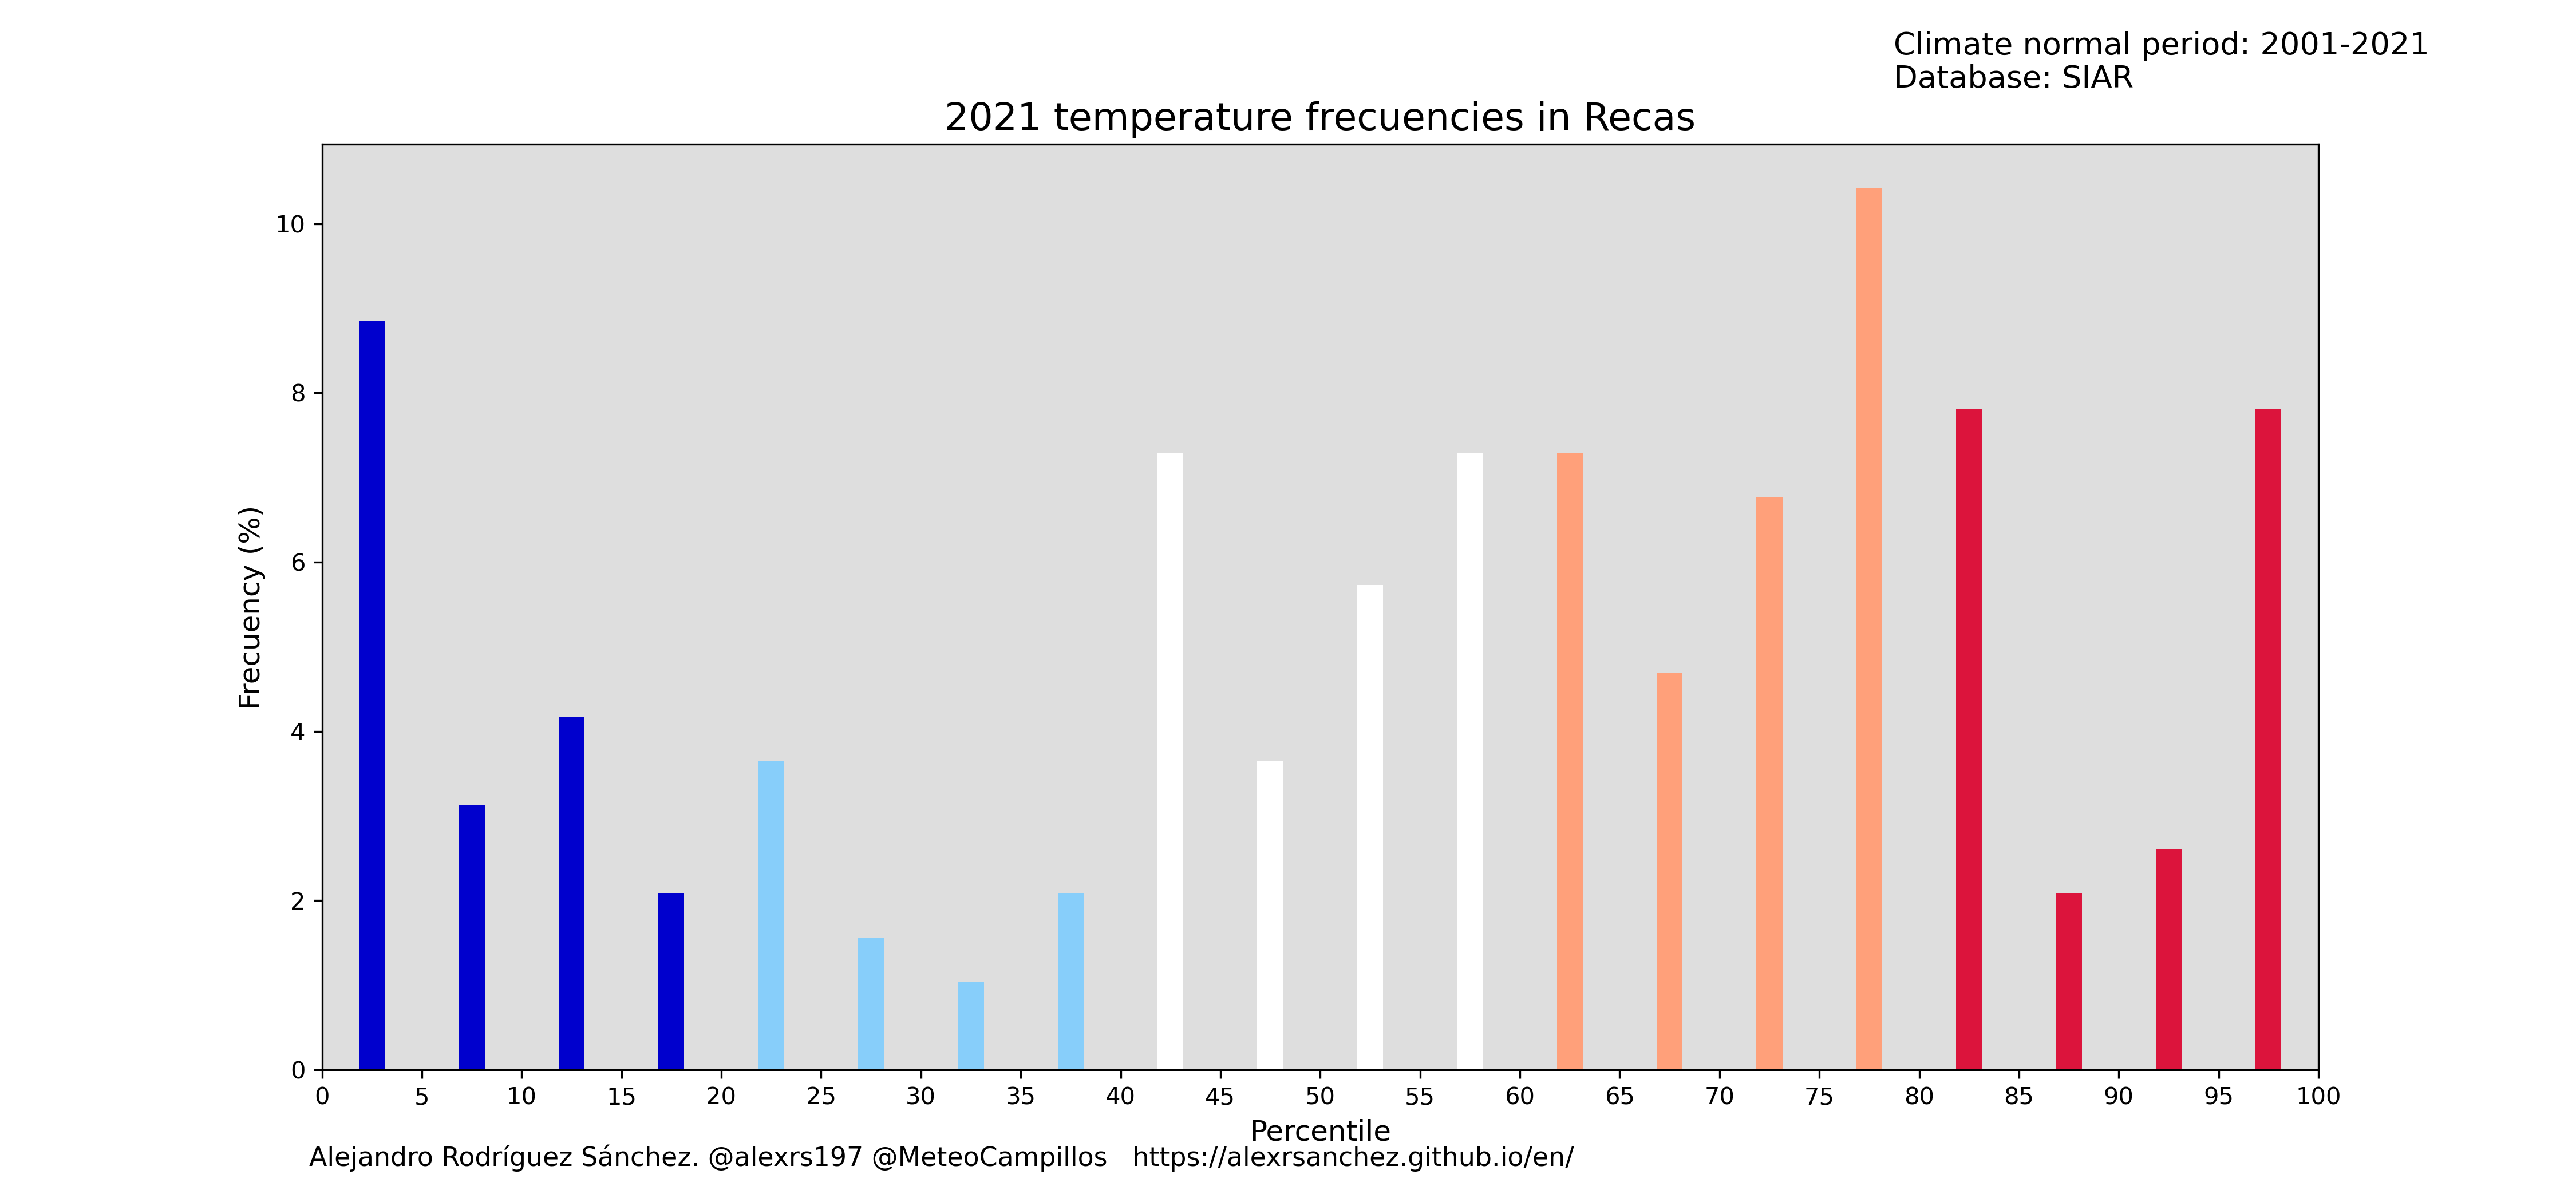 Climate normal period: 2001-2021
Database: SIAR
2021 temperature frecuencies in Recas
Frecuency (%)
10
8
6
4
2
0
0 5 10 15 20 25 30 35 40 45 50 55 60 65 70 75 80 85 90 95 100
Percentile
Alejandro Rodríguez Sánchez. @alexrs197 @MeteoCampillos https://alexrsanchez.github.io/en/